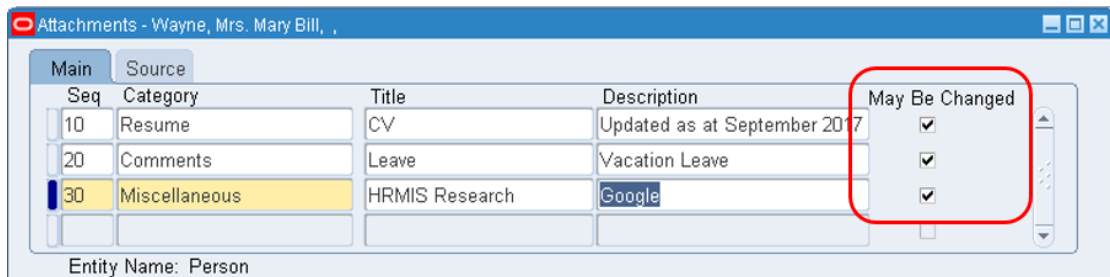 Attachments - Wayne, Mrs. Mary Bill, ,
Main Source
Seq Category Title Description May Be Changed
10 Resume CV Updated as at September 2017
20 Comments Leave Vacation Leave
30 Miscellaneous HRMIS Research Google
Entity Name: Person